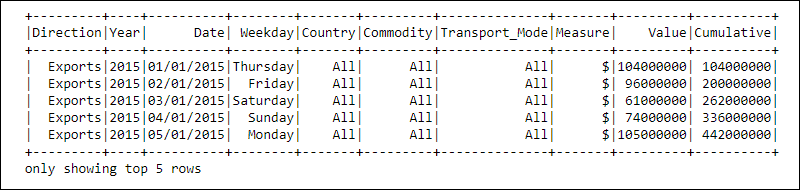 +---------+----+----------+--------+-------+---------+--------------+-------+---------+----------+
|Direction|Year|      Date| Weekday|Country|Commodity|Transport_Mode|Measure|    Value|Cumulative|
+---------+----+----------+--------+-------+---------+--------------+-------+---------+----------+
|  Exports|2015|01/01/2015|Thursday|    All|      All|           All|      $|104000000| 104000000|
|  Exports|2015|02/01/2015|  Friday|    All|      All|           All|      $| 96000000| 200000000|
|  Exports|2015|03/01/2015|Saturday|    All|      All|           All|      $| 61000000| 262000000|
|  Exports|2015|04/01/2015|  Sunday|    All|      All|           All|      $| 74000000| 336000000|
|  Exports|2015|05/01/2015|  Monday|    All|      All|           All|      $|105000000| 442000000|
+---------+----+----------+--------+-------+---------+--------------+-------+---------+----------+
only showing top 5 rows